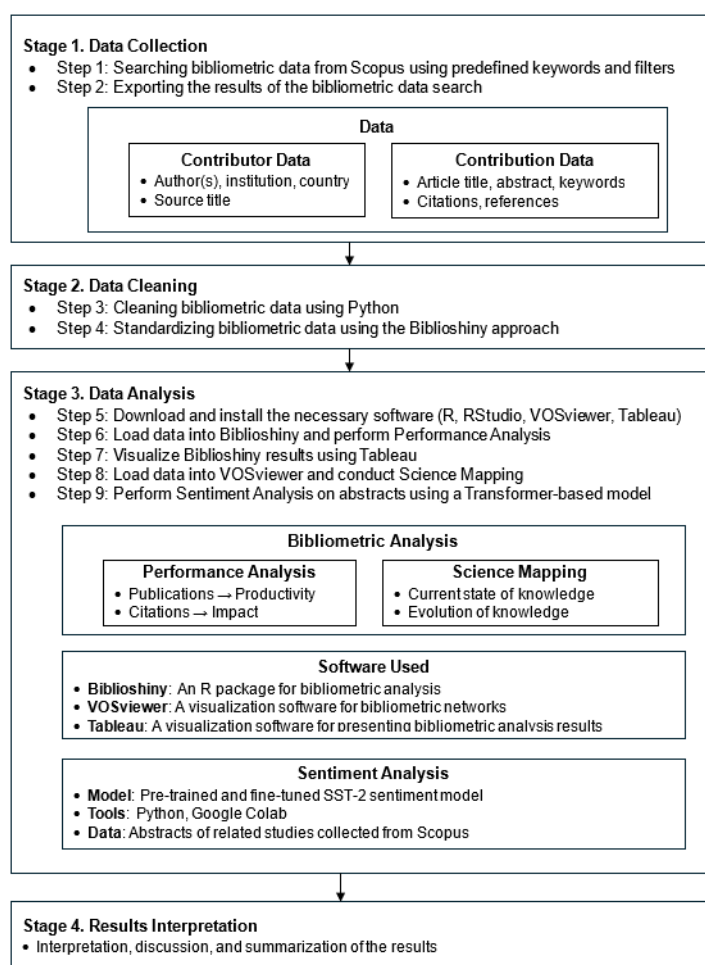 Stage 1. Data Collection
• Step 1: Searching bibliometric data from Scopus using predefined keywords and filters
• Step 2: Exporting the results of the bibliometric data search
Data
Contributor Data
• Author(s), institution, country
• Source title
Contribution Data
• Article title, abstract, keywords
• Citations, references
Stage 2. Data Cleaning
• Step 3: Cleaning bibliometric data using Python
• Step 4: Standardizing bibliometric data using the Biblioshiny approach
Stage 3. Data Analysis
• Step 5: Download and install the necessary software (R, RStudio, VOSviewer, Tableau)
• Step 6: Load data into Biblioshiny and perform Performance Analysis
• Step 7: Visualize Biblioshiny results using Tableau
• Step 8: Load data into VOSviewer and conduct Science Mapping
• Step 9: Perform Sentiment Analysis on abstracts using a Transformer-based model
Bibliometric Analysis
Performance Analysis
• Publications → Productivity
• Citations → Impact
Science Mapping
• Current state of knowledge
• Evolution of knowledge
Software Used
• Biblioshiny: An R package for bibliometric analysis
• VOSviewer: A visualization software for bibliometric networks
• Tableau: A visualization software for presenting bibliometric analysis results
Sentiment Analysis
• Model: Pre-trained and fine-tuned SST-2 sentiment model
• Tools: Python, Google Colab
• Data: Abstracts of related studies collected from Scopus
Stage 4. Results Interpretation
• Interpretation, discussion, and summarization of the results